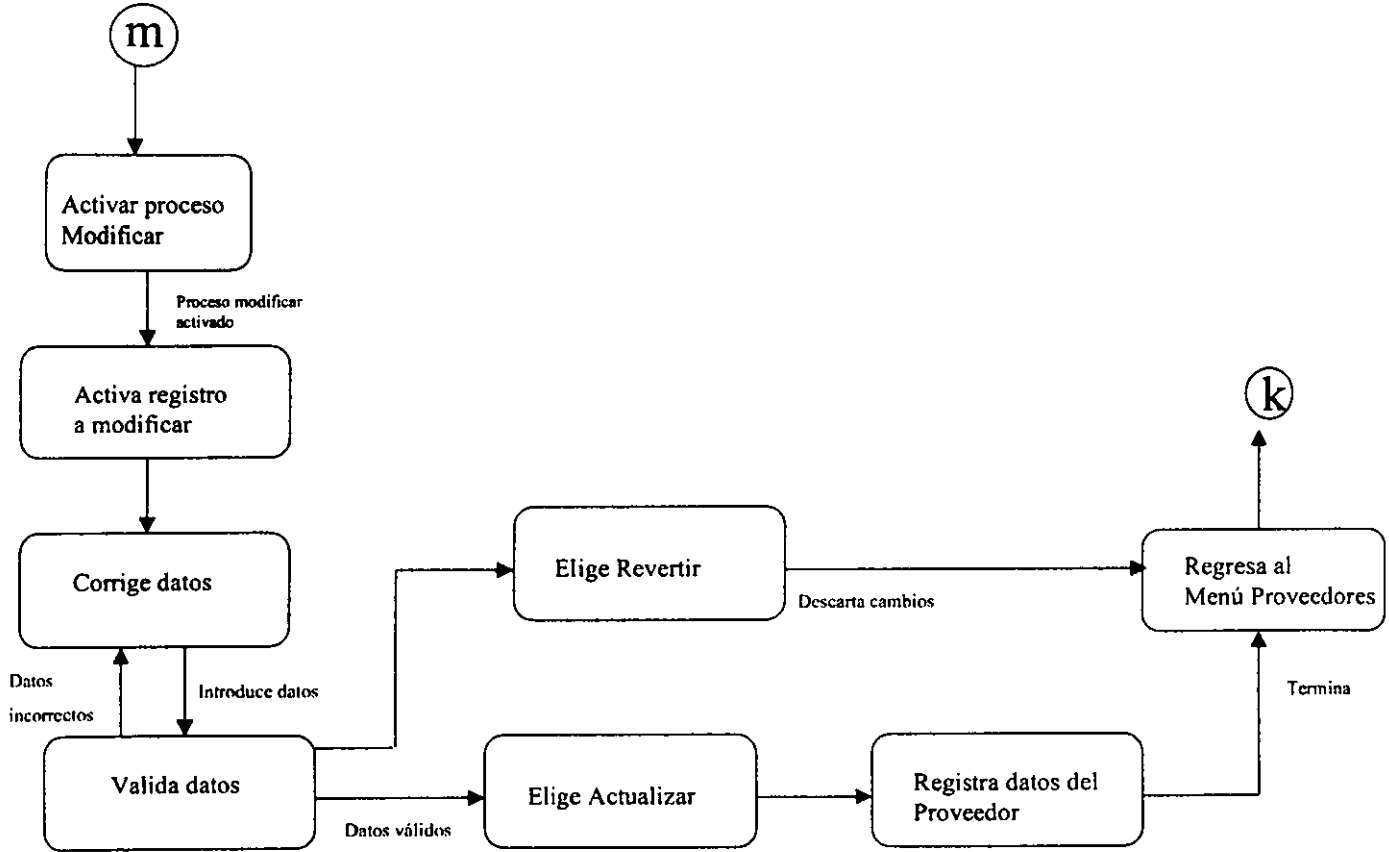 m
Activar proceso
Modificar
Proceso modificar
activado
Activa registro
a modificar
k
Corrige datos
Elige Revertir
Descarta cambios
Regresa al
Menú Proveedores
Datos
incorrectos
Introduce datos
Termina
Valida datos
Datos válidos
Elige Actualizar
Registra datos del
Proveedor